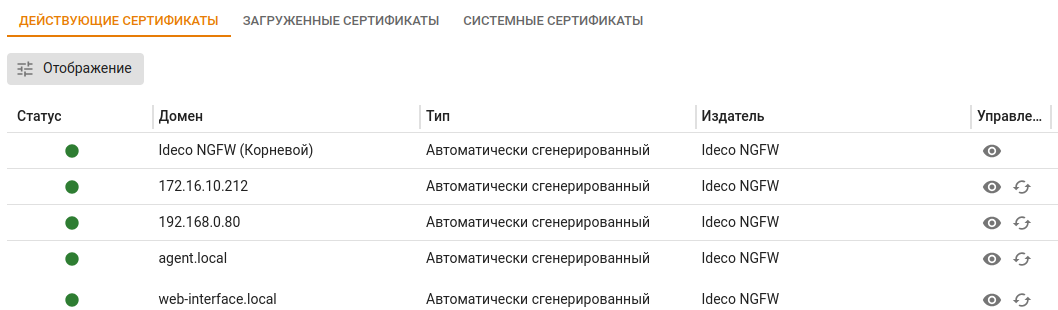 ДЕЙСТВУЮЩИЕ СЕРТИФИКАТЫ ЗАГРУЖЕННЫЕ СЕРТИФИКАТЫ СИСТЕМНЫЕ СЕРТИФИКАТЫ
Отображение
Статус Домен Тип Издатель Управле...
Ideco NGFW (Корневой) Автоматически сгенерированный Ideco NGFW
172.16.10.212 Автоматически сгенерированный Ideco NGFW
192.168.0.80 Автоматически сгенерированный Ideco NGFW
agent.local Автоматически сгенерированный Ideco NGFW
web-interface.local Автоматически сгенерированный Ideco NGFW